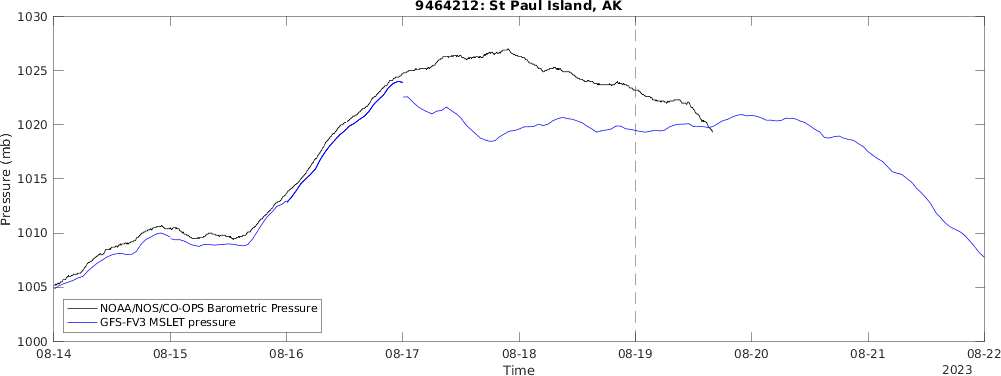 9464212: St Paul Island, AK
Pressure (mb)
1030
1025
1020
1015
1010
1005
1000
NOAA/NOS/CO-OPS Barometric Pressure
GFS-FV3 MSLET pressure
08-14 08-15 08-16 08-17 08-18 08-19 08-20 08-21 08-22
Time
2023